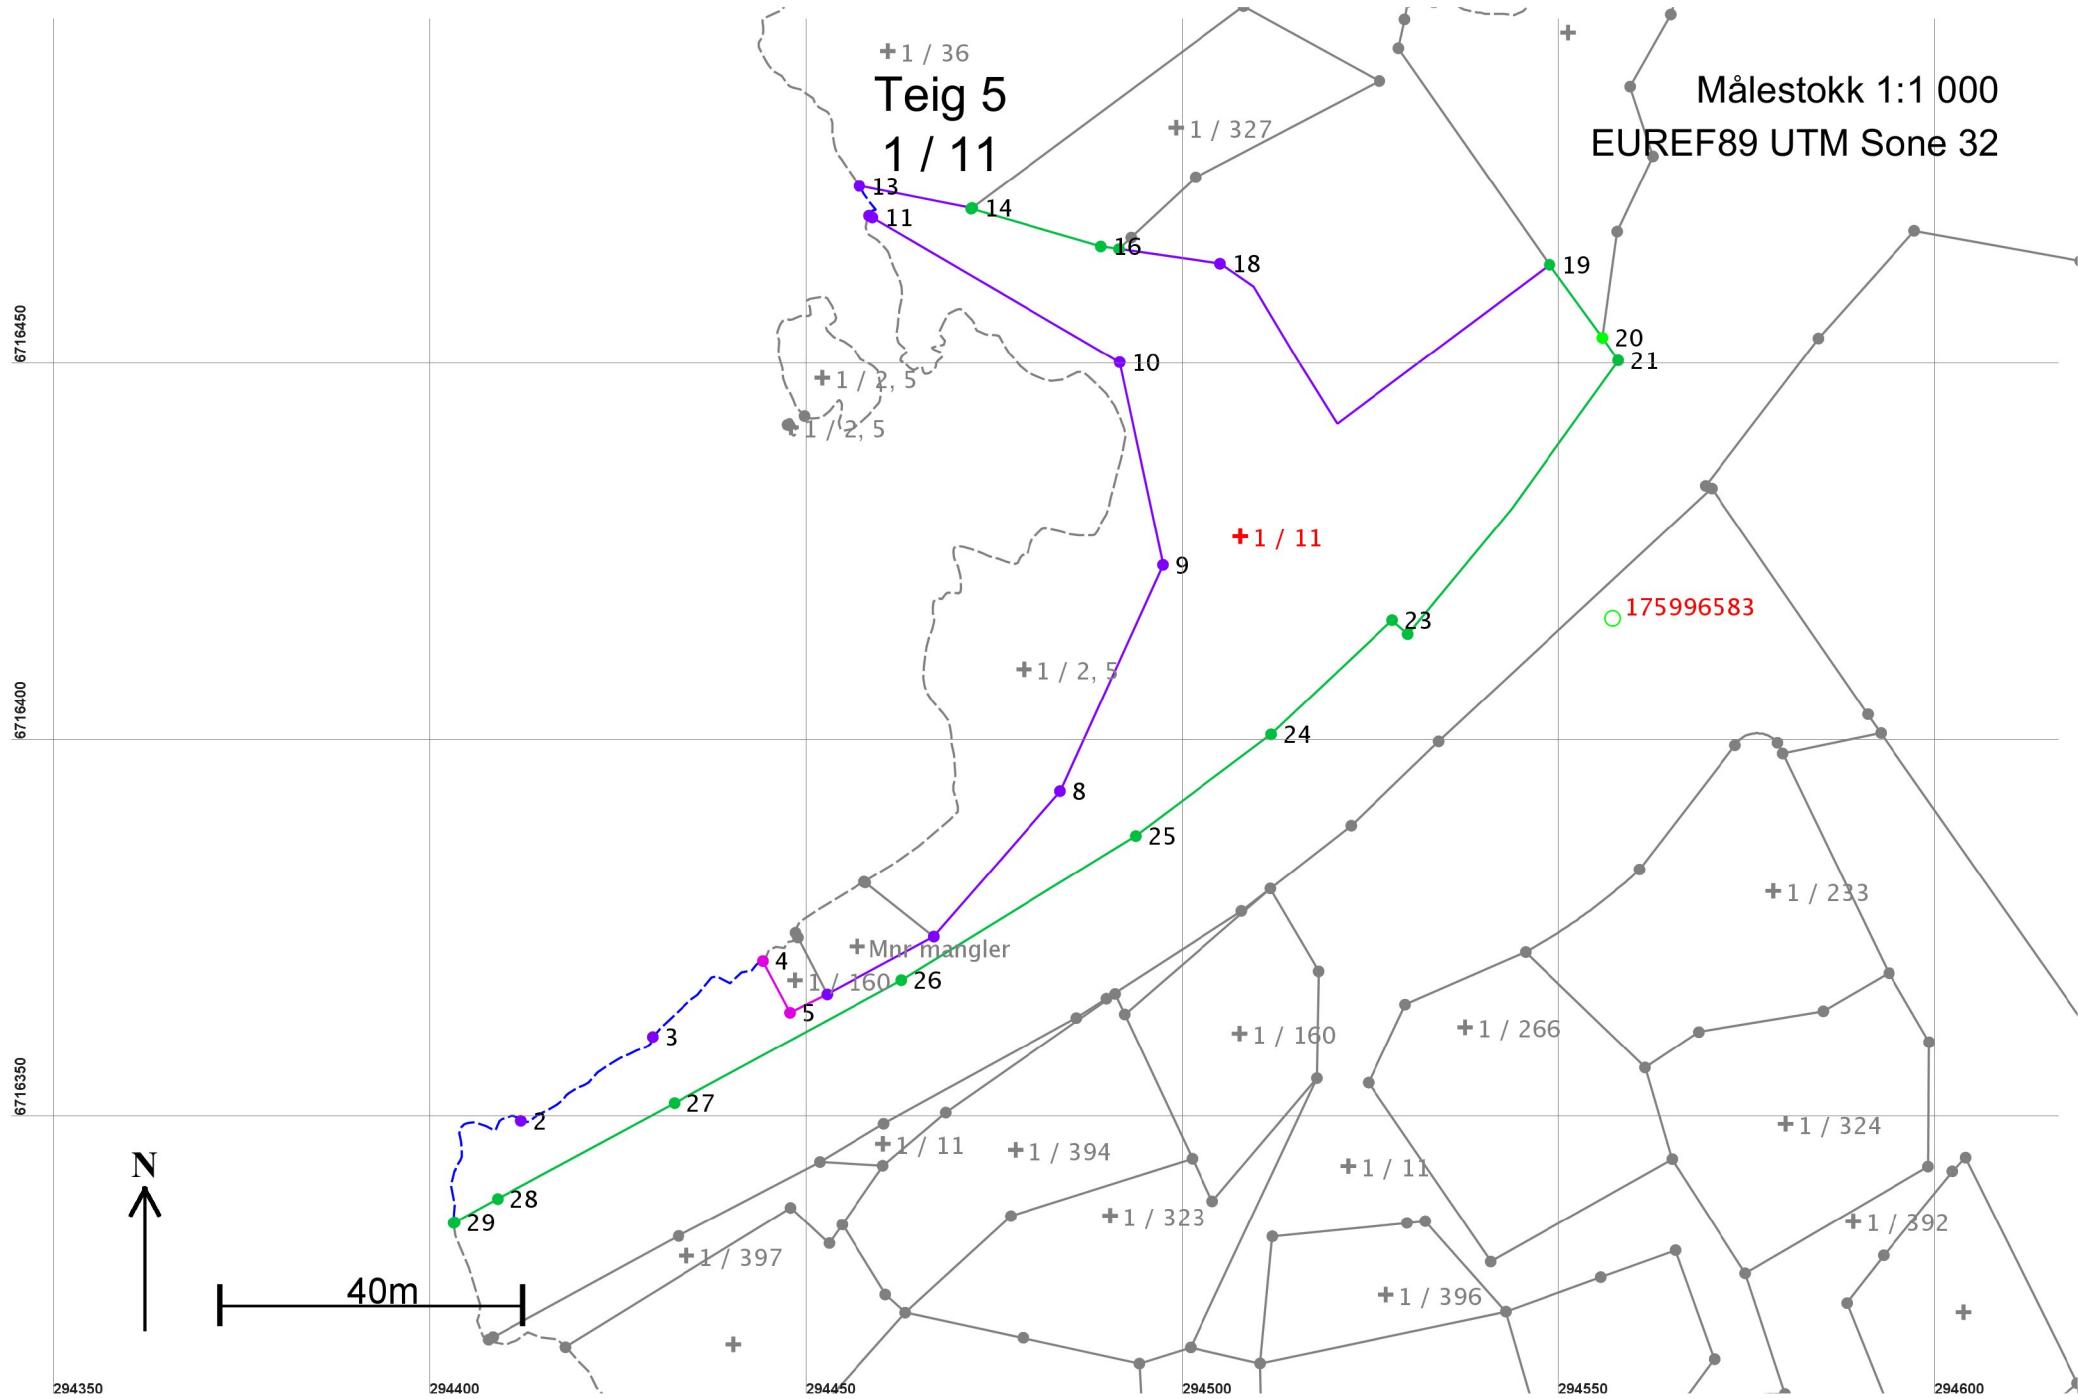 1 / 36
Teig 5
1 / 11
Målestokk 1:1 000
EUREF89 UTM Sone 32
1 / 327
13
14
11
16
18
19
20
21
10
6716450
1 / 2, 5
1 / 2, 5
1 / 11
9
175996583
23
1 / 2, 5
6716400
24
8
25
1 / 233
Mnr mangler
4
1 / 160
26
5
3
1 / 160
1 / 266
27
6716350
2
1 / 11
1 / 394
1 / 324
1 / 11
N
28
29
1 / 323
1 / 392
1 / 397
40m
1 / 396
294350
294400
294450
294500
294550
294600